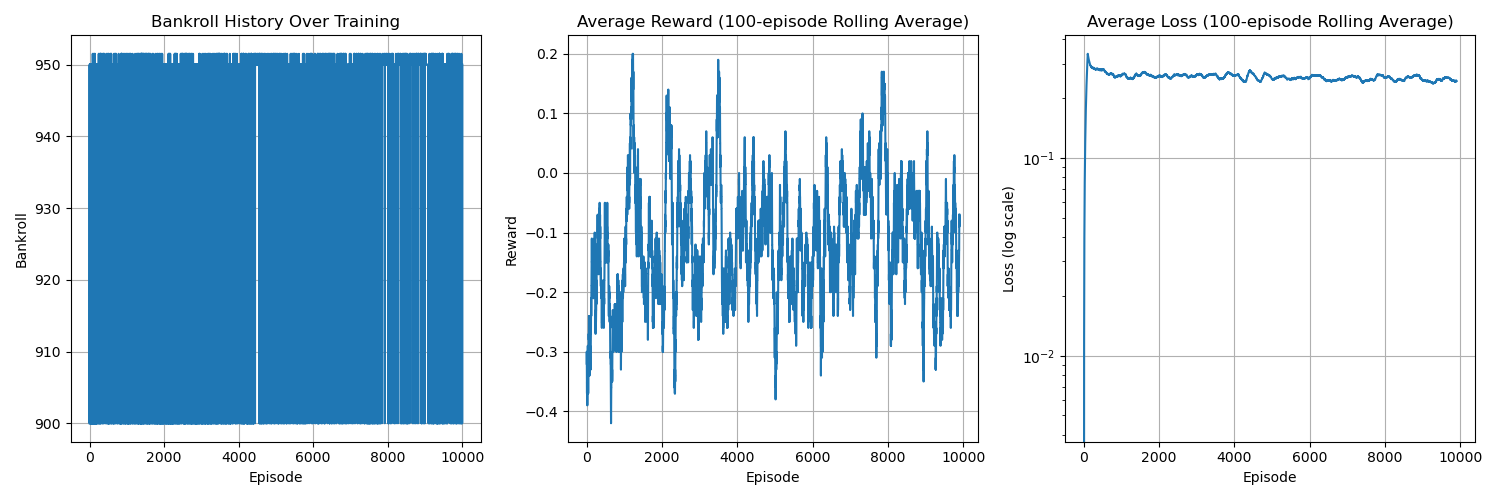 Bankroll History Over Training
Bankroll
950
940
930
920
910
900
0 2000 4000 6000 8000 10000
Episode
Average Reward (100-episode Rolling Average)
Reward
0.2
0.1
0.0
−0.1
−0.2
−0.3
−0.4
0 2000 4000 6000 8000 10000
Episode
Average Loss (100-episode Rolling Average)
Loss (log scale)
10⁻¹
10⁻²
0 2000 4000 6000 8000 10000
Episode